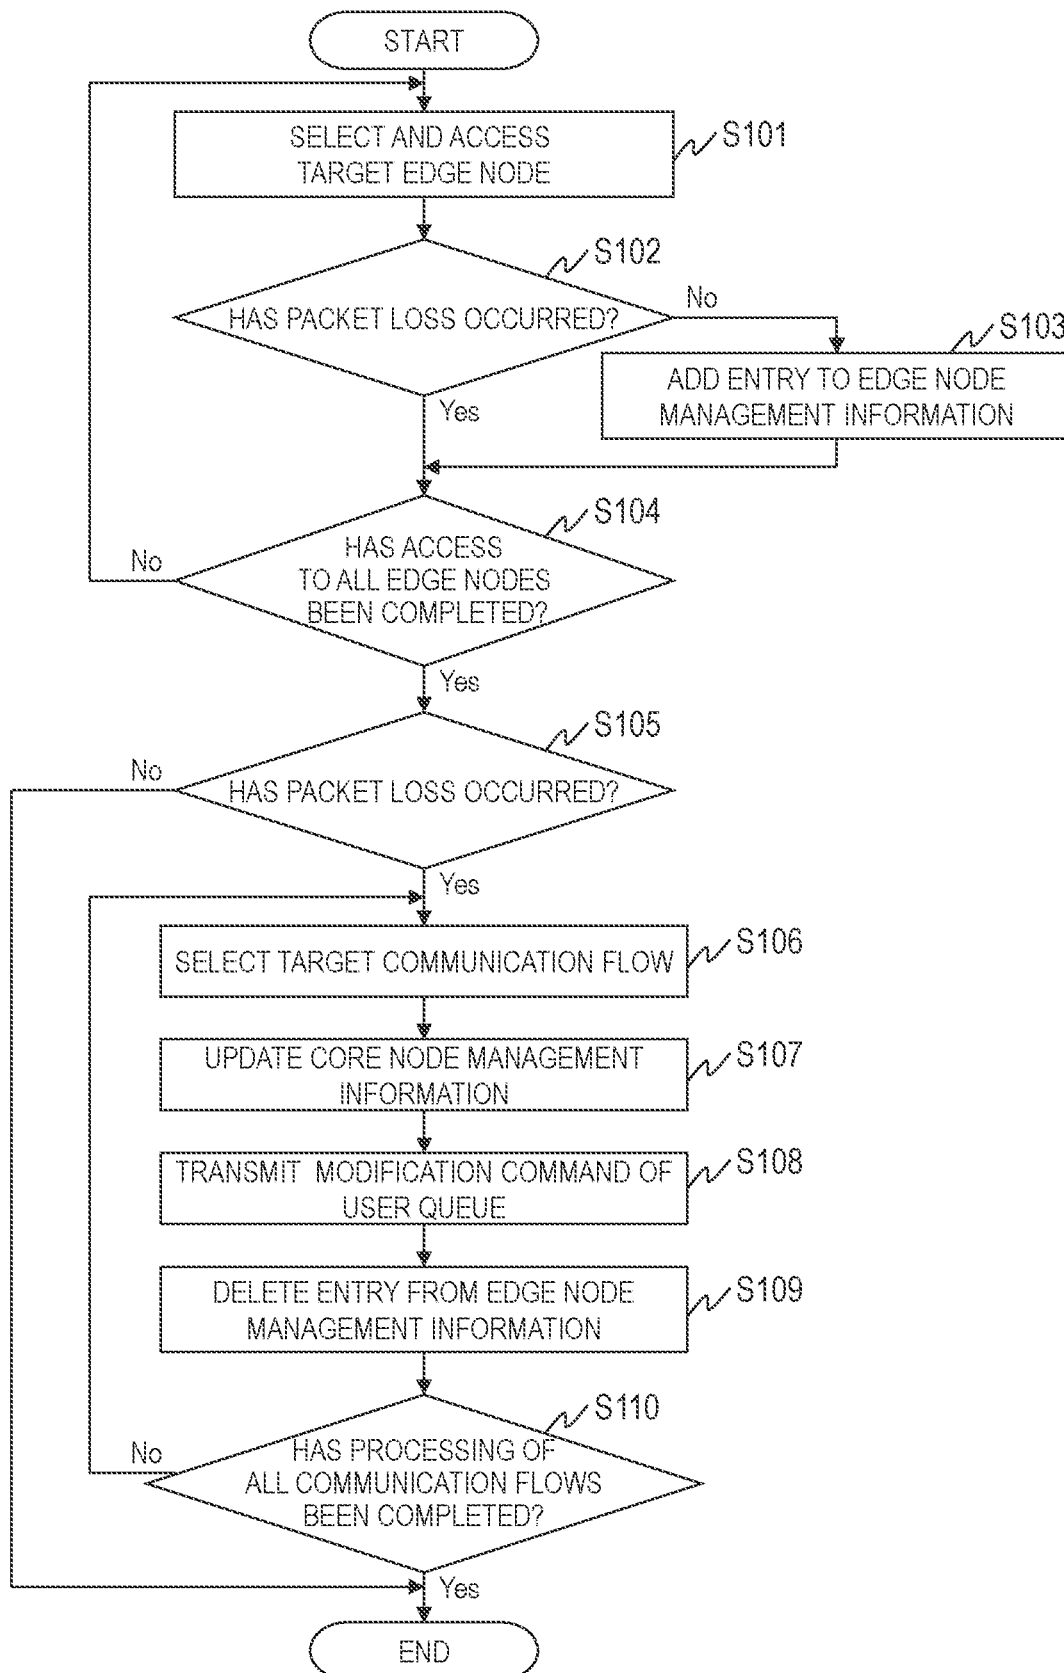 START
SELECT AND ACCESS
TARGET EDGE NODE
S101
S102
HAS PACKET LOSS OCCURRED?
No
S103
ADD ENTRY TO EDGE NODE
MANAGEMENT INFORMATION
Yes
S104
HAS ACCESS
TO ALL EDGE NODES
BEEN COMPLETED?
No
Yes
S105
No
HAS PACKET LOSS OCCURRED?
Yes
SELECT TARGET COMMUNICATION FLOW
S106
UPDATE CORE NODE MANAGEMENT
INFORMATION
S107
TRANSMIT MODIFICATION COMMAND OF
USER QUEUE
S108
DELETE ENTRY FROM EDGE NODE
MANAGEMENT INFORMATION
S109
S110
No
HAS PROCESSING OF
ALL COMMUNICATION FLOWS
BEEN COMPLETED?
Yes
END